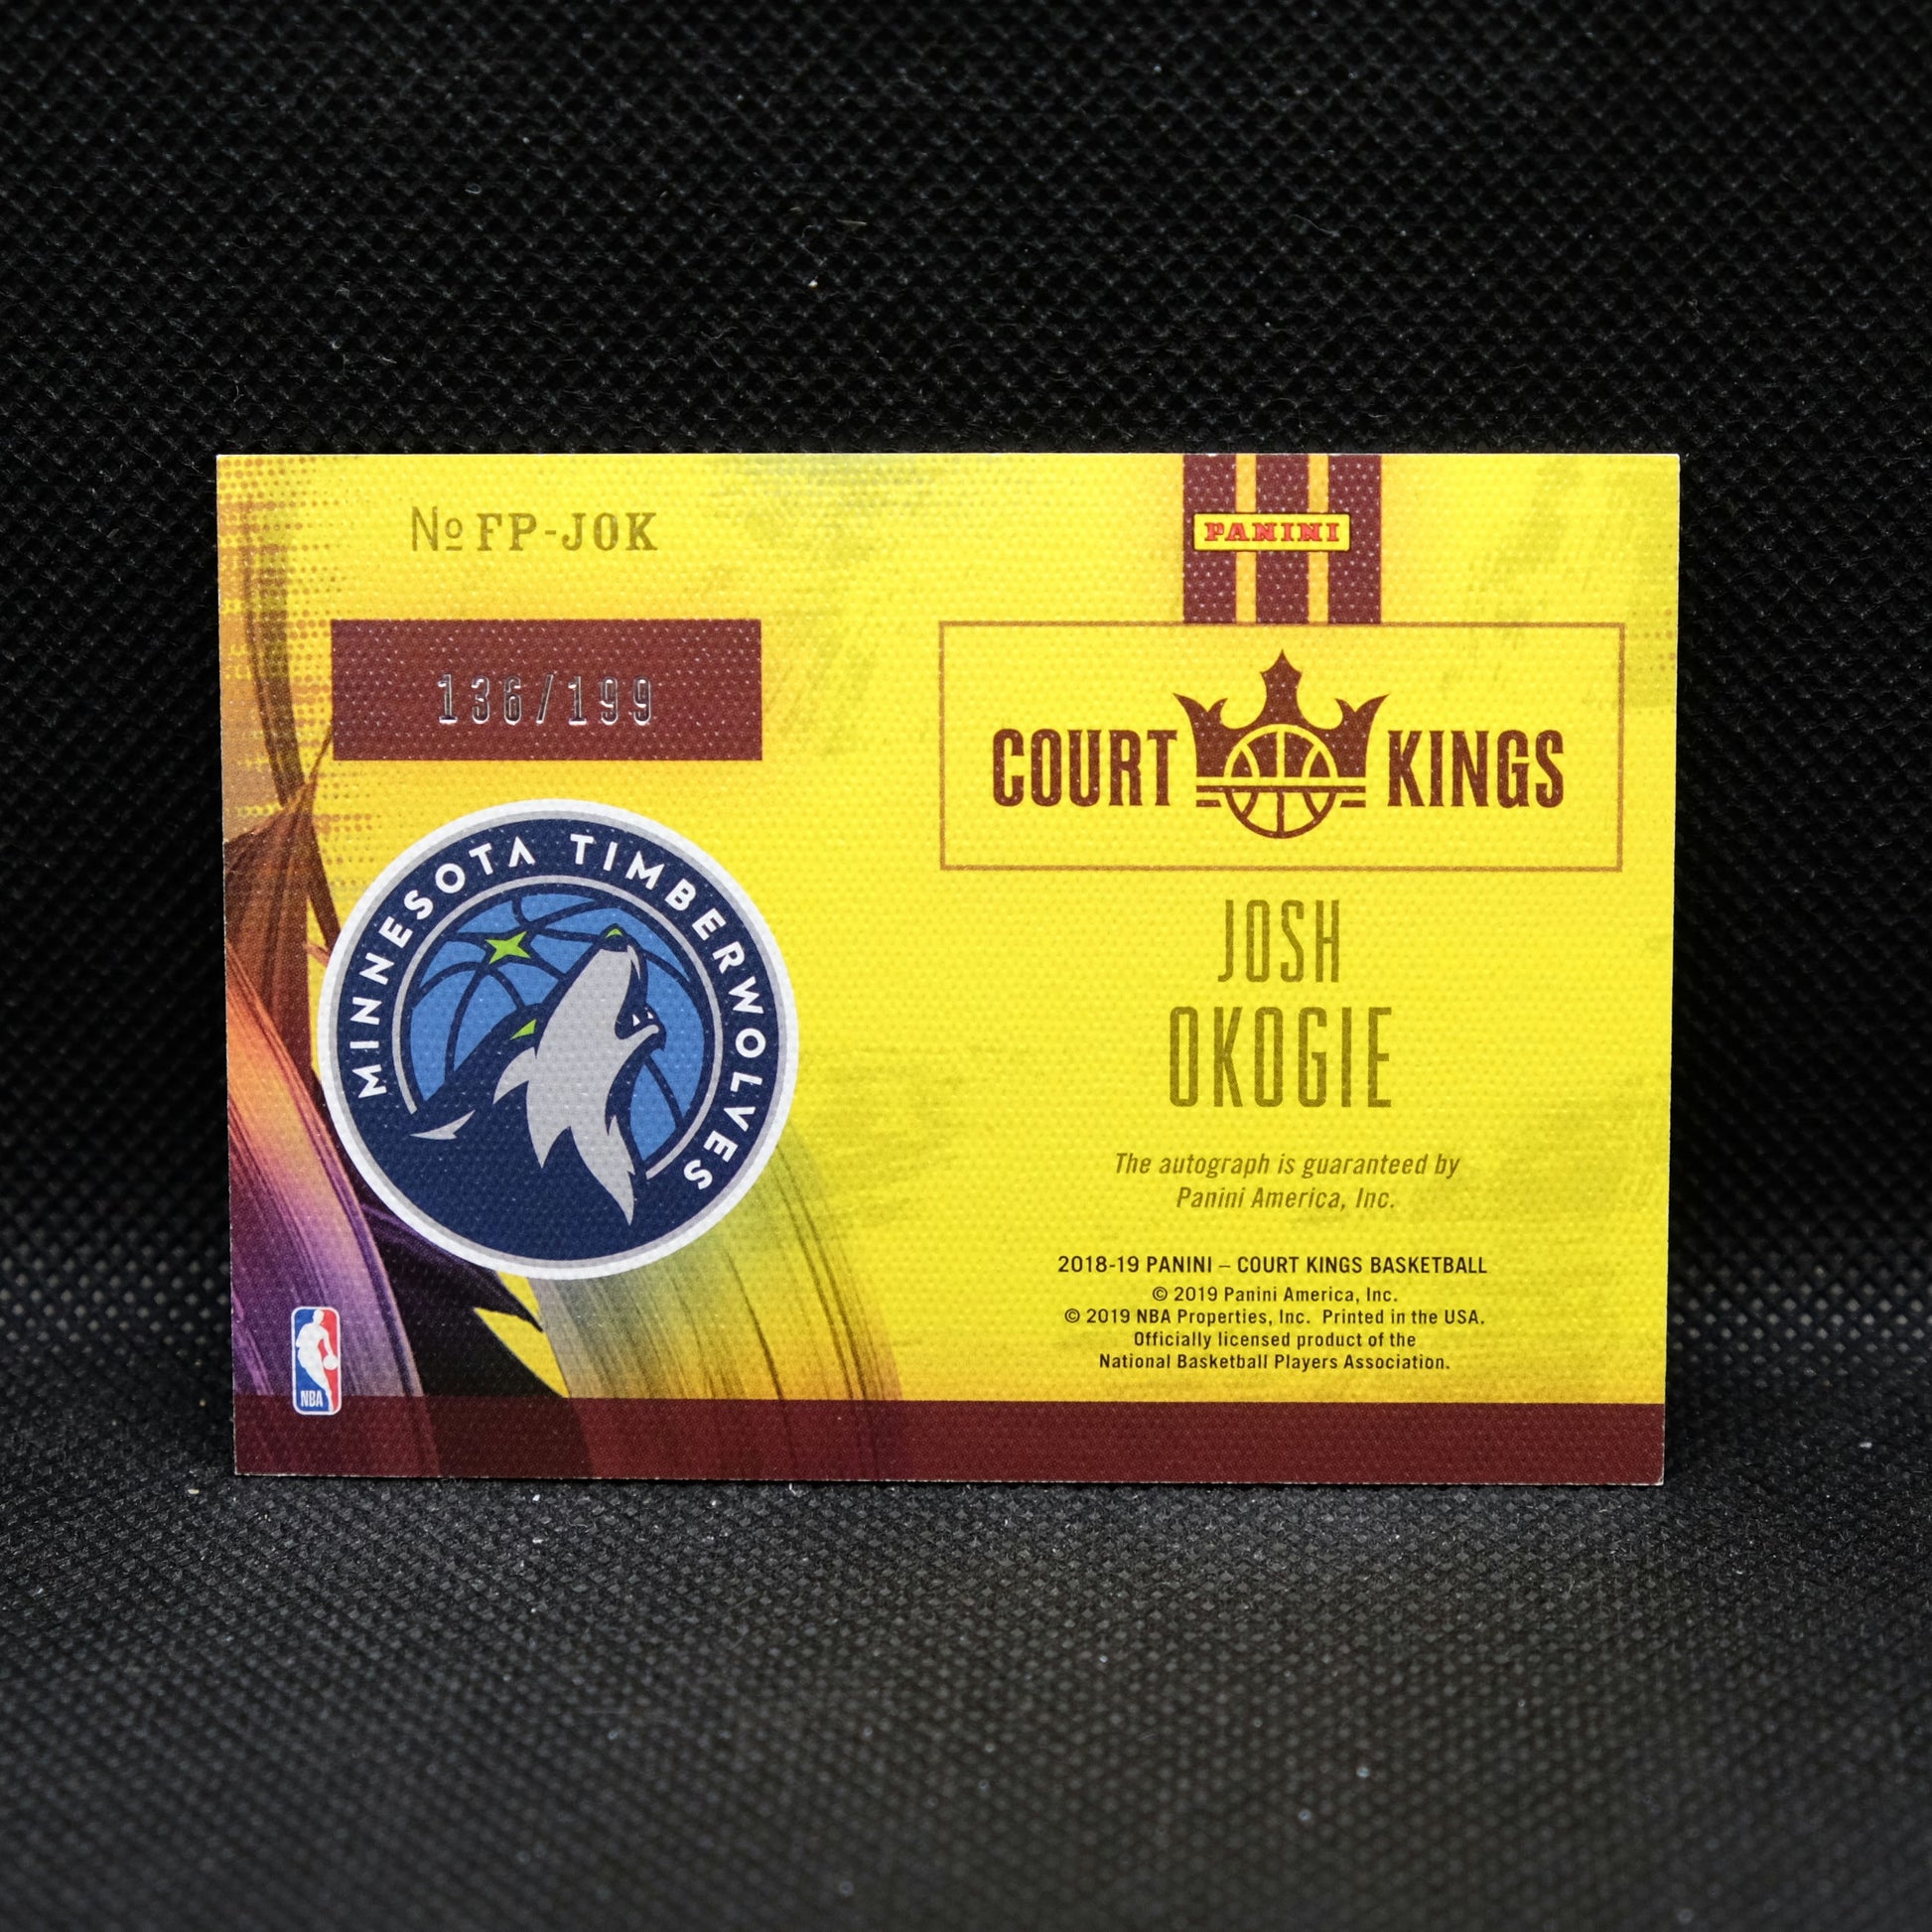 № FP-JOK
136/199
MINNESOTA TIMBERWOLVES
NBA
PANINI
COURT KINGS
JOSH
OKOGIE
The autograph is guaranteed by
Panini America, Inc.
2018-19 PANINI – COURT KINGS BASKETBALL
© 2019 Panini America, Inc.
© 2019 NBA Properties, Inc. Printed in the USA.
Officially licensed product of the
National Basketball Players Association.